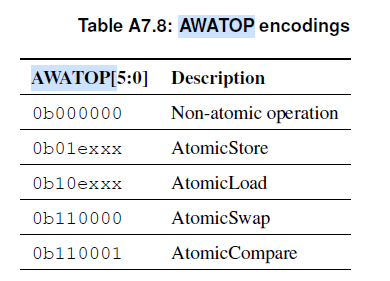 Table A7.8: AWATOP encodings
AWATOP[5:0] Description
0b000000 Non-atomic operation
0b01exxx AtomicStore
0b10exxx AtomicLoad
0b110000 AtomicSwap
0b110001 AtomicCompare